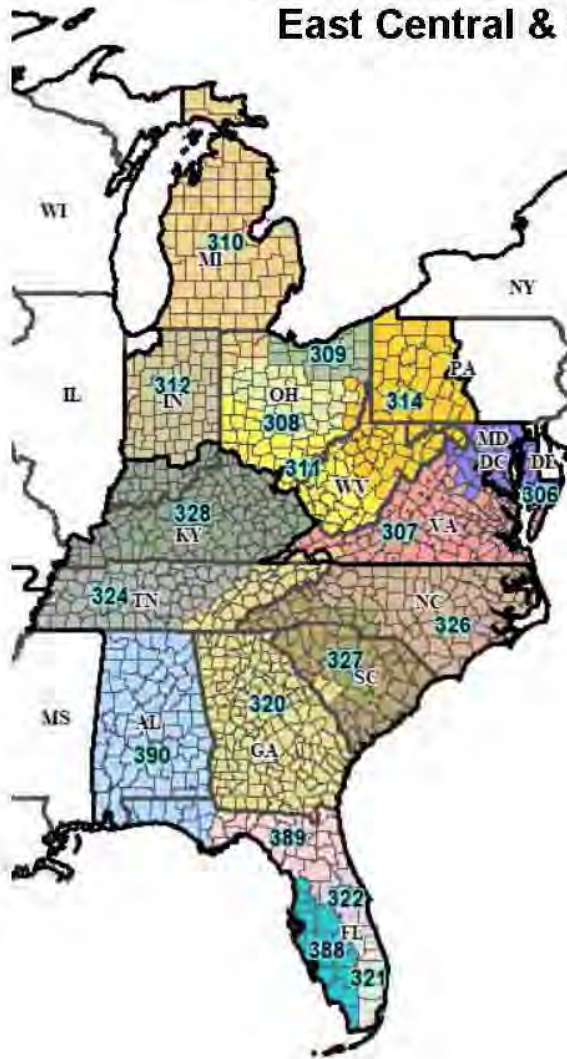 East Central &
WI
310
MI
NY
309
PA
IL
312
IN
OH
314
308
MD
DC
DE
311
WV
306
328
KY
307
VA
324
TN
NC
326
327
SC
320
MS
AL
390
GA
389
322
FL
388
321